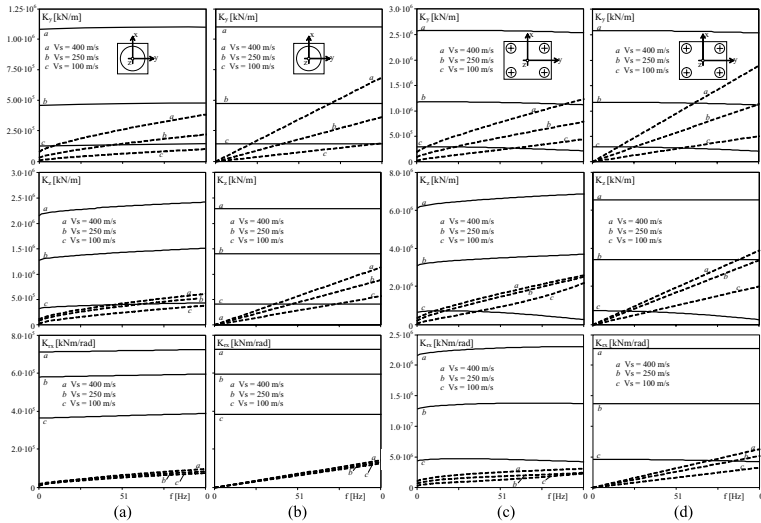 Ky [kN/m]
1.25·10⁶
1.0·10⁶
7.5·10⁵
5.00·10⁵
2.50·10⁵
0
a Vs = 400 m/s
b Vs = 250 m/s
c Vs = 100 m/s
x
y
z
a
b
c
a
b
c
Ky [kN/m]
a
a Vs = 400 m/s
b Vs = 250 m/s
c Vs = 100 m/s
x
y
z
a
b
b
c
c
Ky [kN/m]
3.0·10⁶
2.5·10⁶
2.0·10⁶
1.5·10⁶
1.0·10⁶
5.0·10⁵
0
a
a Vs = 400 m/s
b Vs = 250 m/s
c Vs = 100 m/s
x
y
z
b
a
b
c
c
Ky [kN/m]
a
a Vs = 400 m/s
b Vs = 250 m/s
c Vs = 100 m/s
x
y
z
a
b
b
c
c
Kz [kN/m]
3.0·10⁶
2.5·10⁶
2.0·10⁶
1.5·10⁶
1.0·10⁶
5.0·10⁵
0
a
a Vs = 400 m/s
b Vs = 250 m/s
c Vs = 100 m/s
b
c
a
b
c
Kz [kN/m]
a
a Vs = 400 m/s
b Vs = 250 m/s
c Vs = 100 m/s
b
a
b
c
c
Kz [kN/m]
8.0·10⁶
6.0·10⁶
4.0·10⁶
2.0·10⁶
0
a
a Vs = 400 m/s
b Vs = 250 m/s
c Vs = 100 m/s
b
a
b
c
c
Kz [kN/m]
a
a Vs = 400 m/s
b Vs = 250 m/s
c Vs = 100 m/s
b
a
b
c
c
Krx [kNm/rad]
8.0·10⁵
6.0·10⁵
4.0·10⁵
2.0·10⁵
0
a
a Vs = 400 m/s
b Vs = 250 m/s
c Vs = 100 m/s
b
c
a
b
c
0
51
f [Hz]
Krx [kNm/rad]
a
a Vs = 400 m/s
b Vs = 250 m/s
c Vs = 100 m/s
b
c
a
b
c
0
51
f [Hz]
0
Krx [kNm/rad]
2.5·10⁶
2.0·10⁶
1.5·10⁶
1.0·10⁷
5.0·10⁶
0
a
a Vs = 400 m/s
b Vs = 250 m/s
c Vs = 100 m/s
b
c
a
b
c
0
51
f [Hz]
Krx [kNm/rad]
a
a Vs = 400 m/s
b Vs = 250 m/s
c Vs = 100 m/s
b
c
a
b
c
0
51
f [Hz]
0
(a)
(b)
(c)
(d)